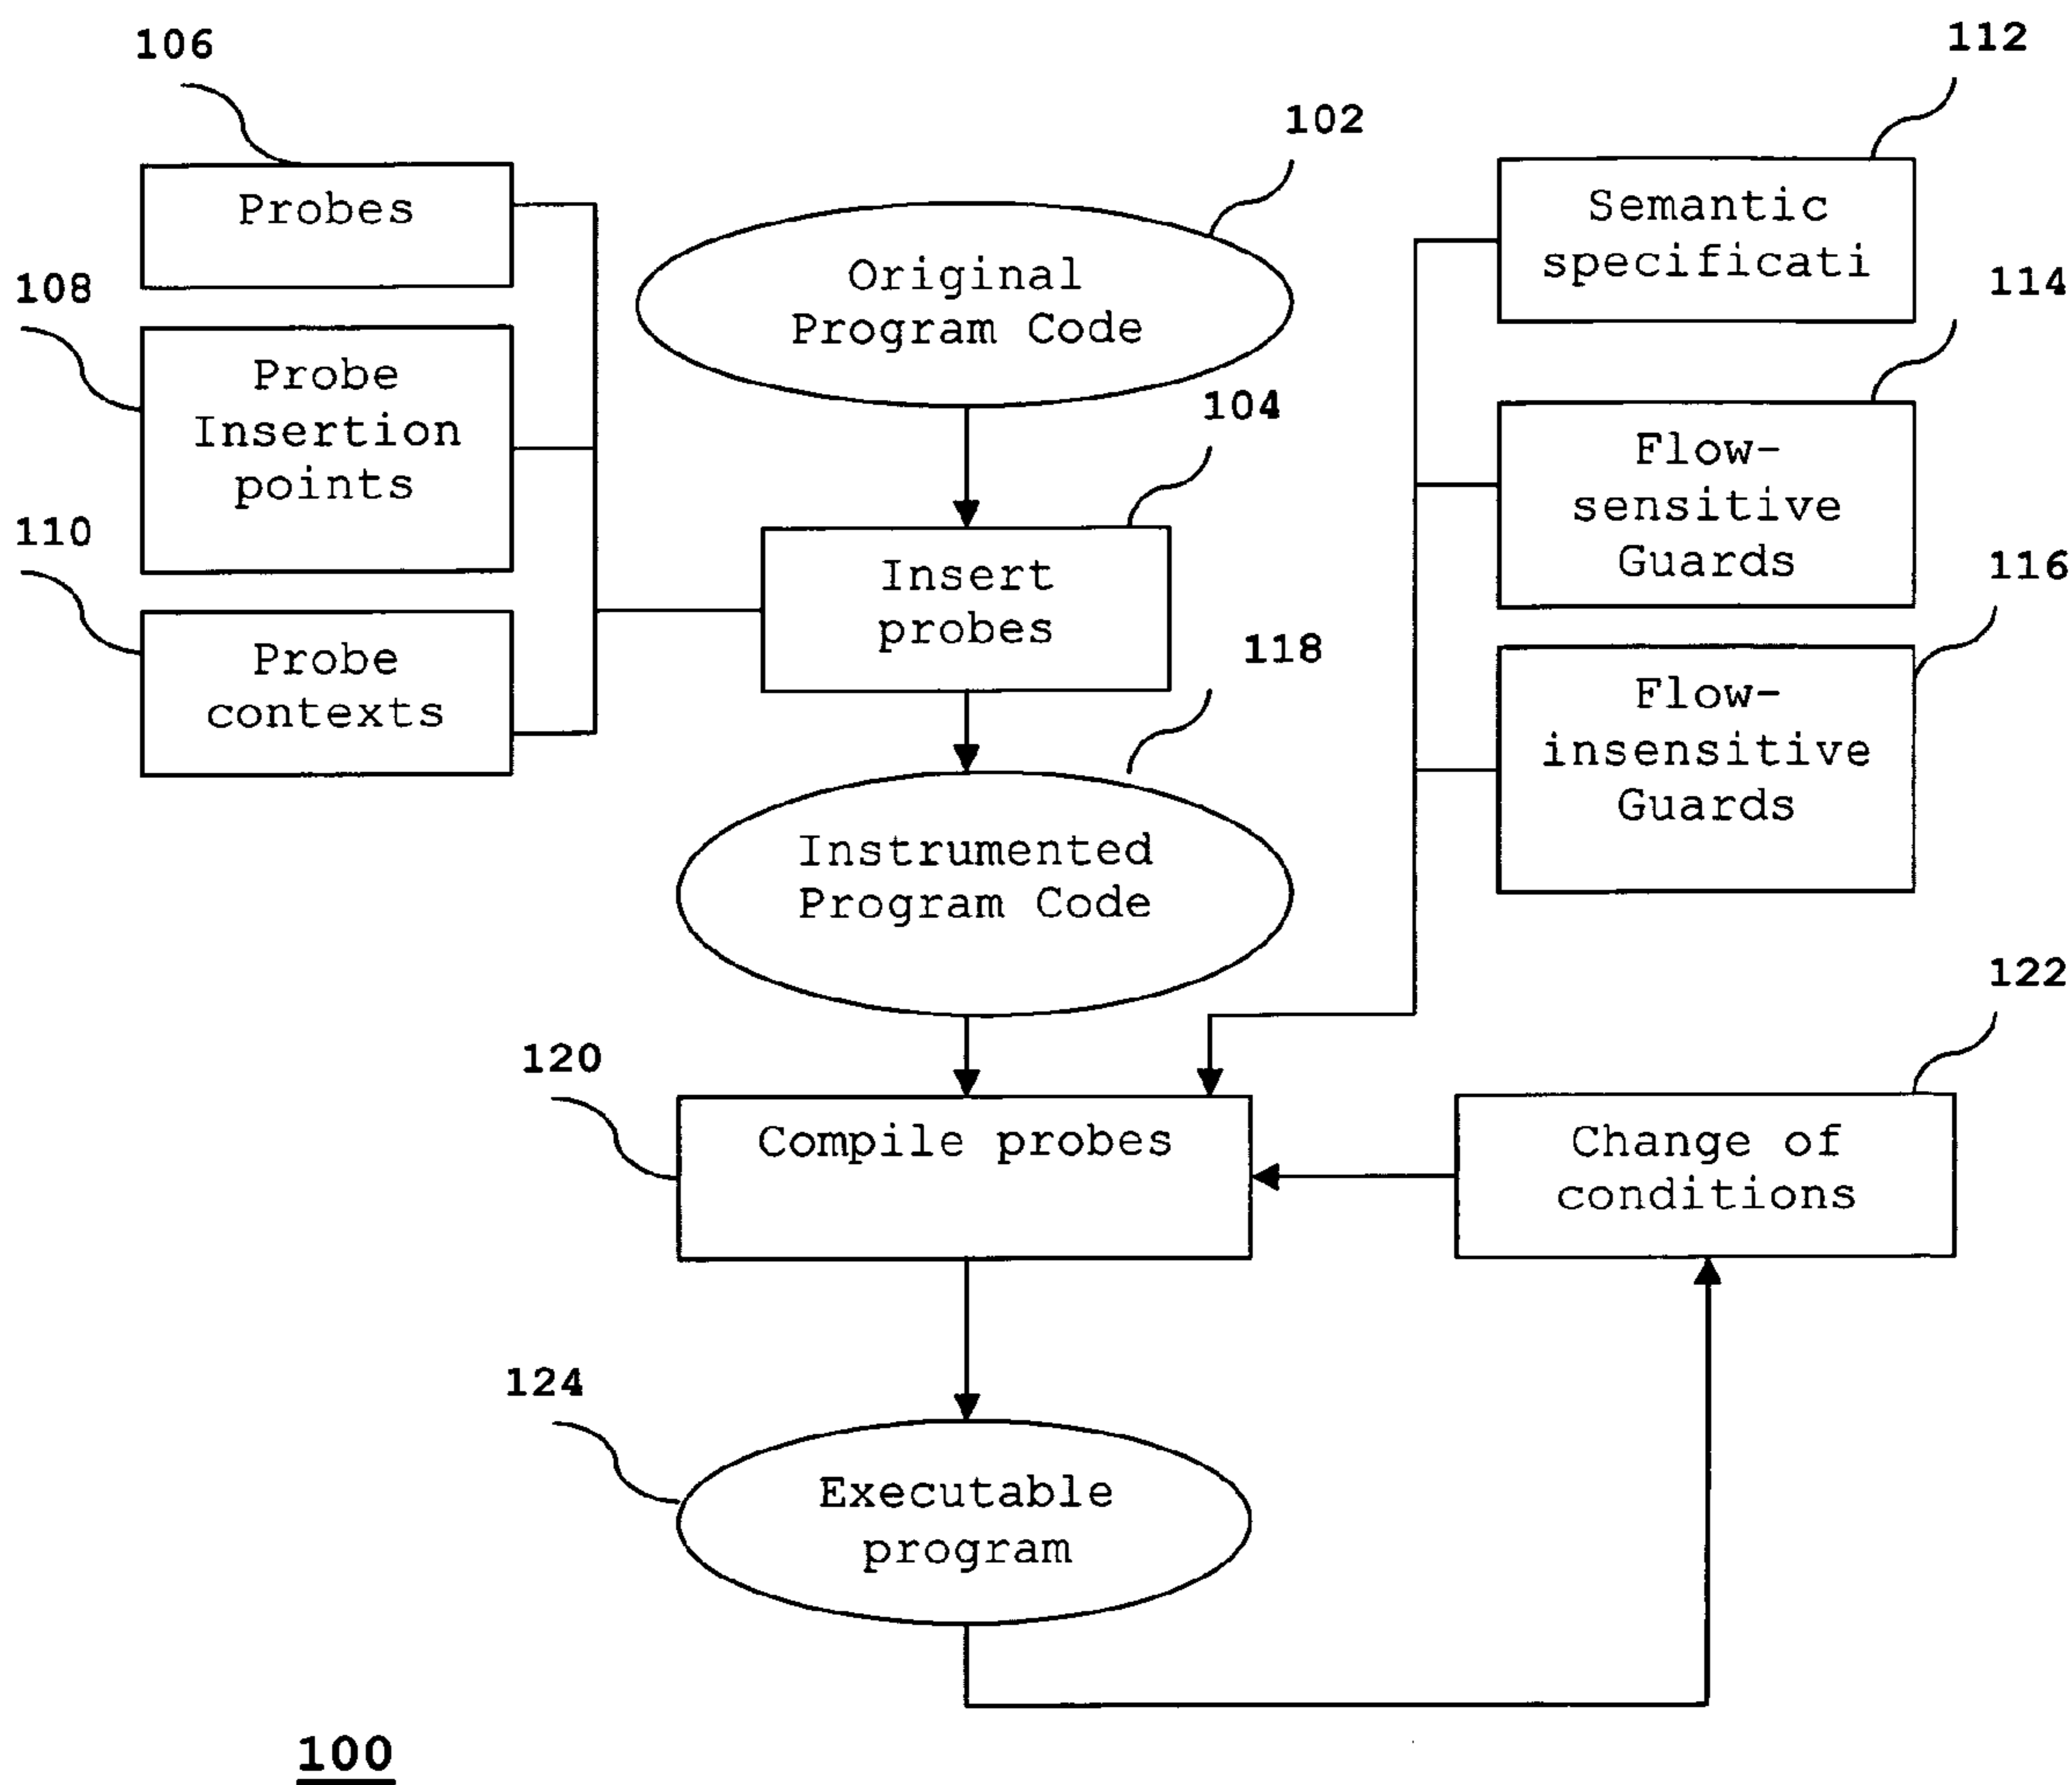 106
112
102
Probes
Semantic
specificati
108
114
Original
Program Code
Probe
Insertion
points
104
Flow-
sensitive
Guards
110
116
Insert
probes
Probe
contexts
118
Flow-
insensitive
Guards
Instrumented
Program Code
122
120
Compile probes
Change of
conditions
124
Executable
program
100